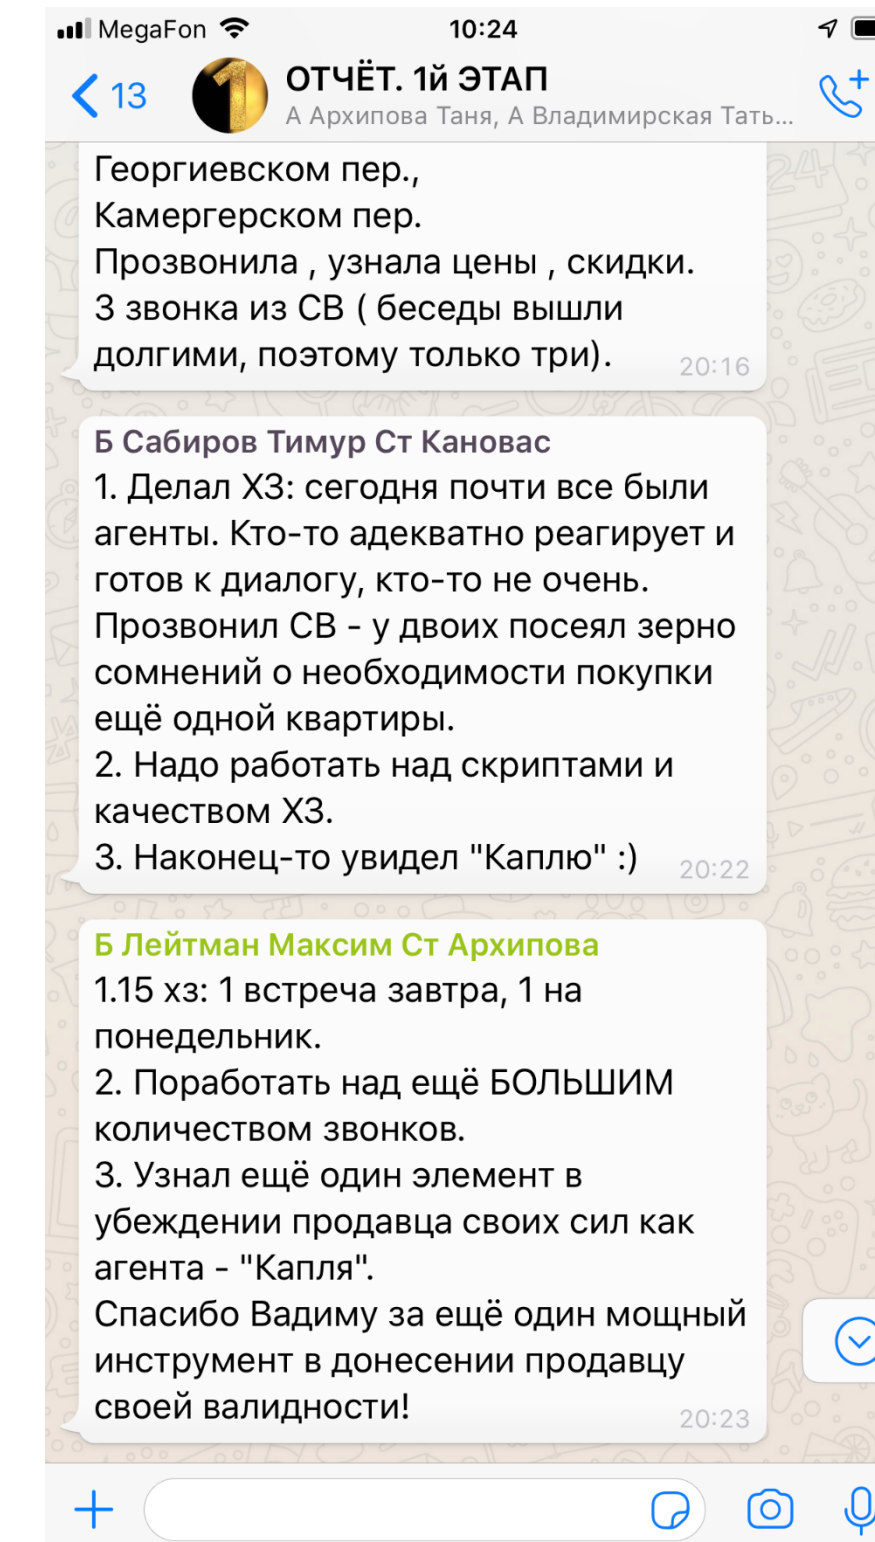 MegaFon 10:24
13
ОТЧЁТ. 1й ЭТАП
А Архипова Таня, А Владимирская Тать...
Георгиевском пер.,
Камергерском пер.
Прозвонила , узнала цены , скидки.
3 звонка из СВ ( беседы вышли
долгими, поэтому только три). 20:16
Б Сабиров Тимур Ст Кановас
1. Делал ХЗ: сегодня почти все были
агенты. Кто-то адекватно реагирует и
готов к диалогу, кто-то не очень.
Прозвонил СВ - у двоих посеял зерно
сомнений о необходимости покупки
ещё одной квартиры.
2. Надо работать над скриптами и
качеством ХЗ.
3. Наконец-то увидел "Каплю" :) 20:22
Б Лейтман Максим Ст Архипова
1.15 хз: 1 встреча завтра, 1 на
понедельник.
2. Поработать над ещё БОЛЬШИМ
количеством звонков.
3. Узнал ещё один элемент в
убеждении продавца своих сил как
агента - "Капля".
Спасибо Вадиму за ещё один мощный
инструмент в донесении продавцу
своей валидности! 20:23